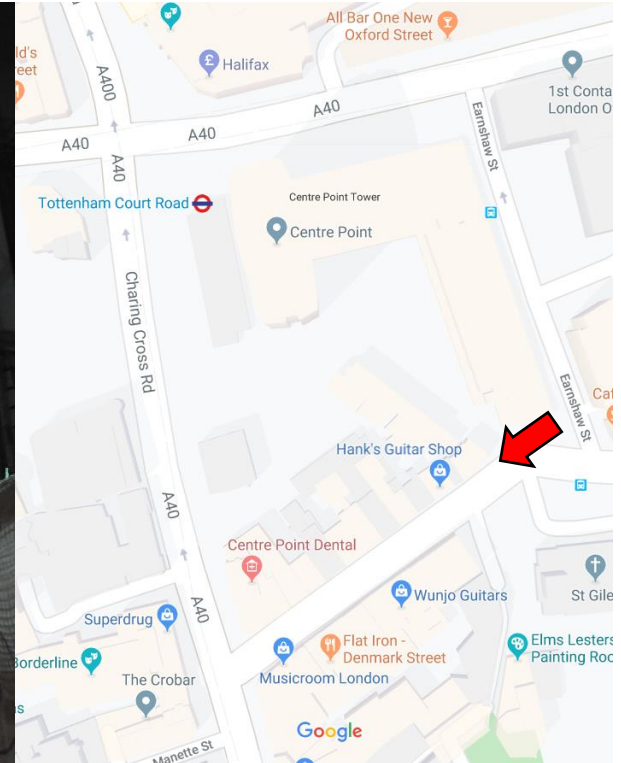 All Bar One New
Oxford Street
ld's
reet
Halifax
A400
1st Conta
London O
A40
A40
A40
A40
Earnshaw St
Tottenham Court Road
Centre Point Tower
Centre Point
Charing Cross Rd
Earnshaw St
Caf
Hank's Guitar Shop
A40
Centre Point Dental
Wunjo Guitars
St Gile
A40
Superdrug
Flat Iron -
Denmark Street
Elms Lesters
Painting Roo
Borderline
The Crobar
Musicroom London
as
Google
Manette St